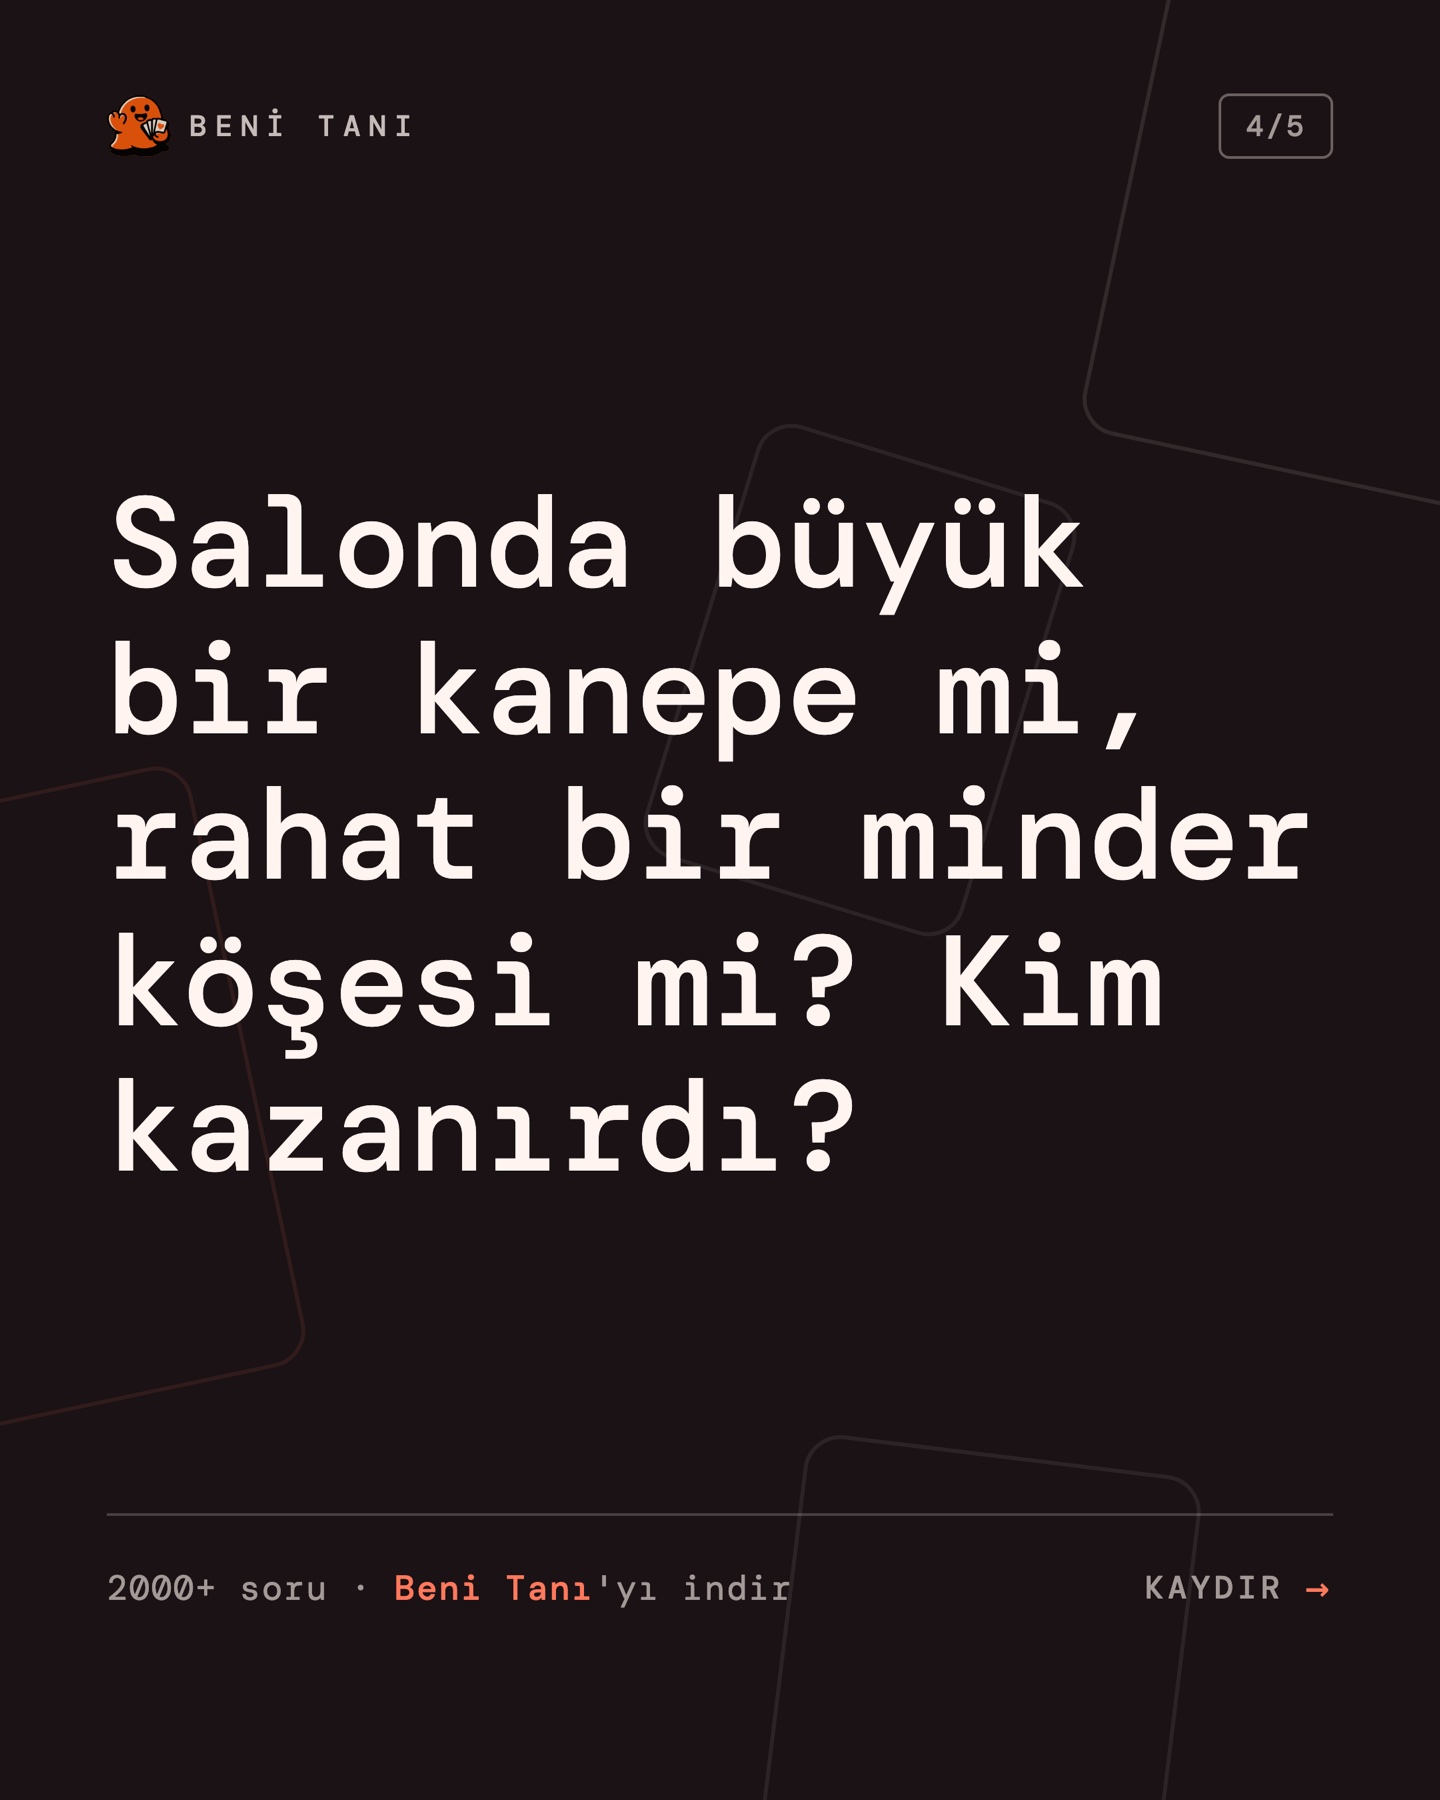 BENİ TANI
4/5
Salonda büyük
bir kanepe mi,
rahat bir minder
köşesi mi? Kim
kazanırdı?
2000+ soru · Beni Tanı'yı indir
KAYDIR →